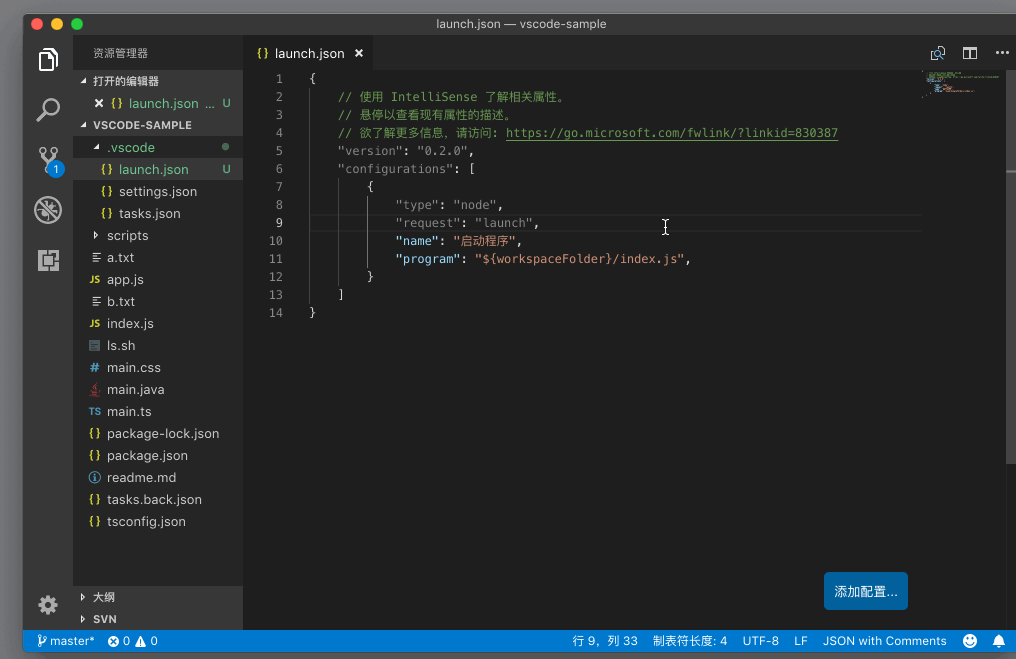 launch.json — vscode-sample
资源管理器
打开的编辑器
{} launch.json ... U
VSCODE-SAMPLE
.vscode
{} launch.json U
{} settings.json
{} tasks.json
scripts
a.txt
JS app.js
b.txt
JS index.js
ls.sh
# main.css
main.java
TS main.ts
{} package-lock.json
{} package.json
readme.md
{} tasks.back.json
{} tsconfig.json
大纲
SVN
1
{} launch.json ×
1 {
2 // 使用 IntelliSense 了解相关属性。
3 // 悬停以查看现有属性的描述。
4 // 欲了解更多信息，请访问: https://go.microsoft.com/fwlink/?linkid=830387
5 "version": "0.2.0",
6 "configurations": [
7 {
8 "type": "node",
9 "request": "launch",
10 "name": "启动程序",
11 "program": "${workspaceFolder}/index.js",
12 }
13 ]
14 }
添加配置...
master* 0 0 行 9，列 33 制表符长度: 4 UTF-8 LF JSON with Comments